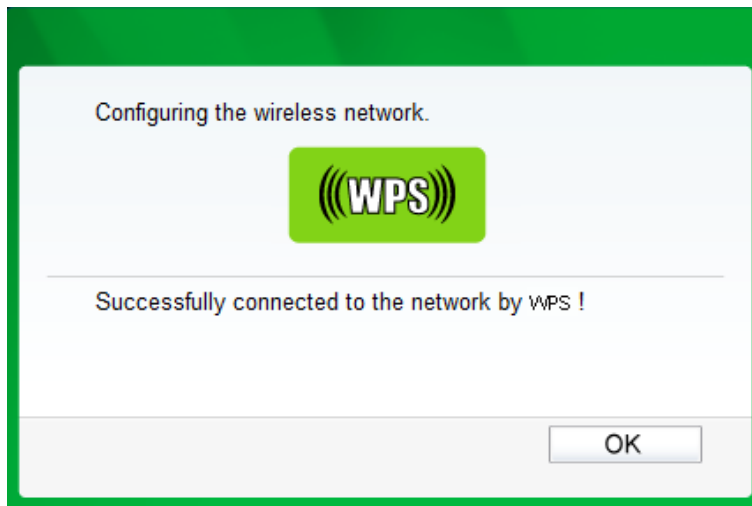 Configuring the wireless network.
(((WPS)))
Successfully connected to the network by WPS !
OK